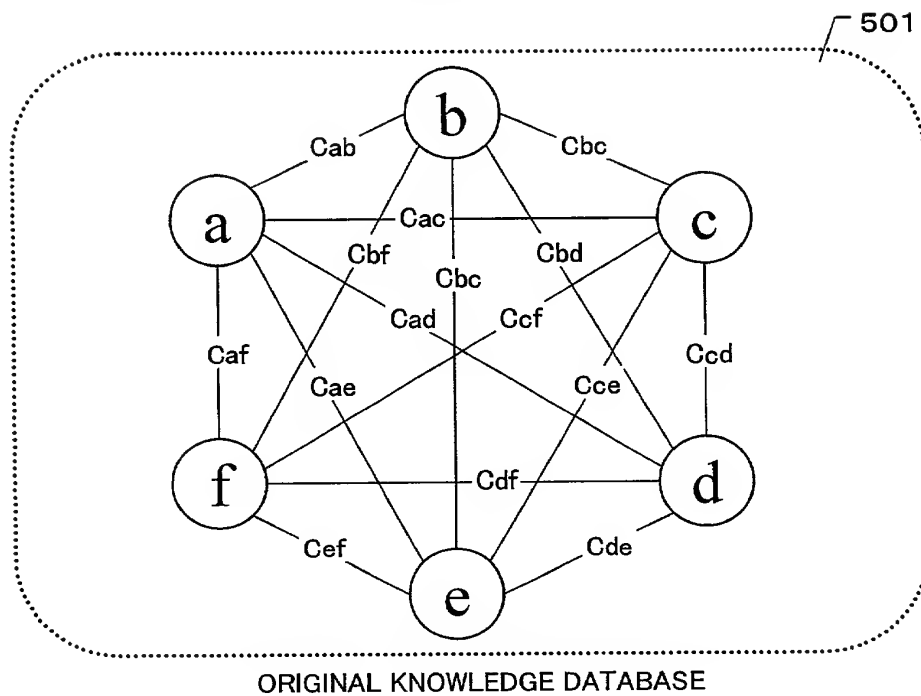 501
b
Cab
Cbc
a
Cac
c
Cbf
Cbd
Cbc
Cad
Ccf
Caf
Ccd
Cae
Cce
f
Cdf
d
Cef
Cde
e
ORIGINAL KNOWLEDGE DATABASE